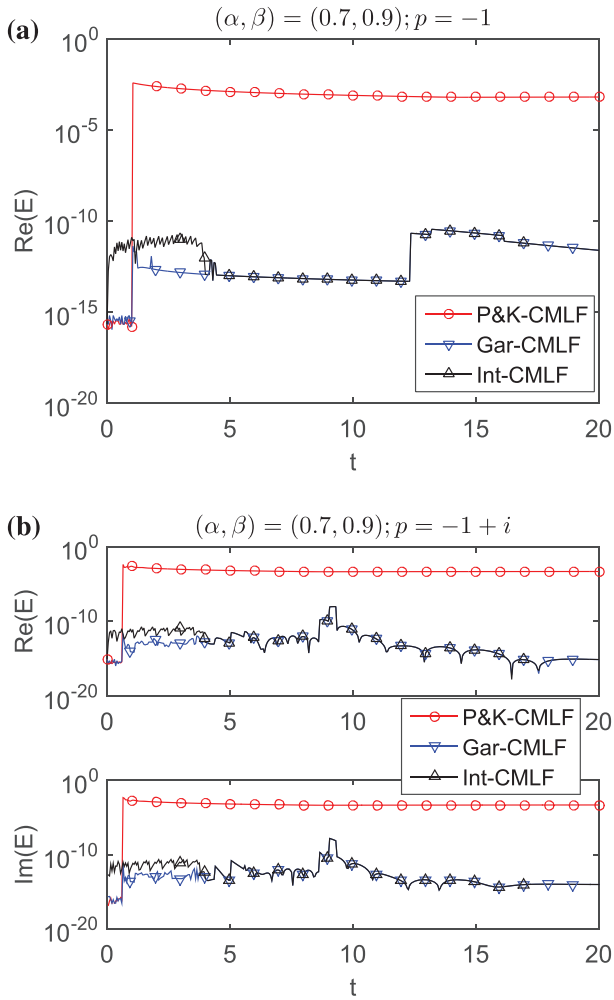 (a)
(α, β) = (0.7, 0.9); p = −1
10^0
10^-5
10^-10
10^-15
10^-20
Re(E)
P&K-CMLF
Gar-CMLF
Int-CMLF
0 5 10 15 20
t
(b)
(α, β) = (0.7, 0.9); p = −1 + i
10^0
10^-10
10^-20
Re(E)
0 5 10 15 20
P&K-CMLF
Gar-CMLF
Int-CMLF
10^0
10^-10
10^-20
Im(E)
0 5 10 15 20
t